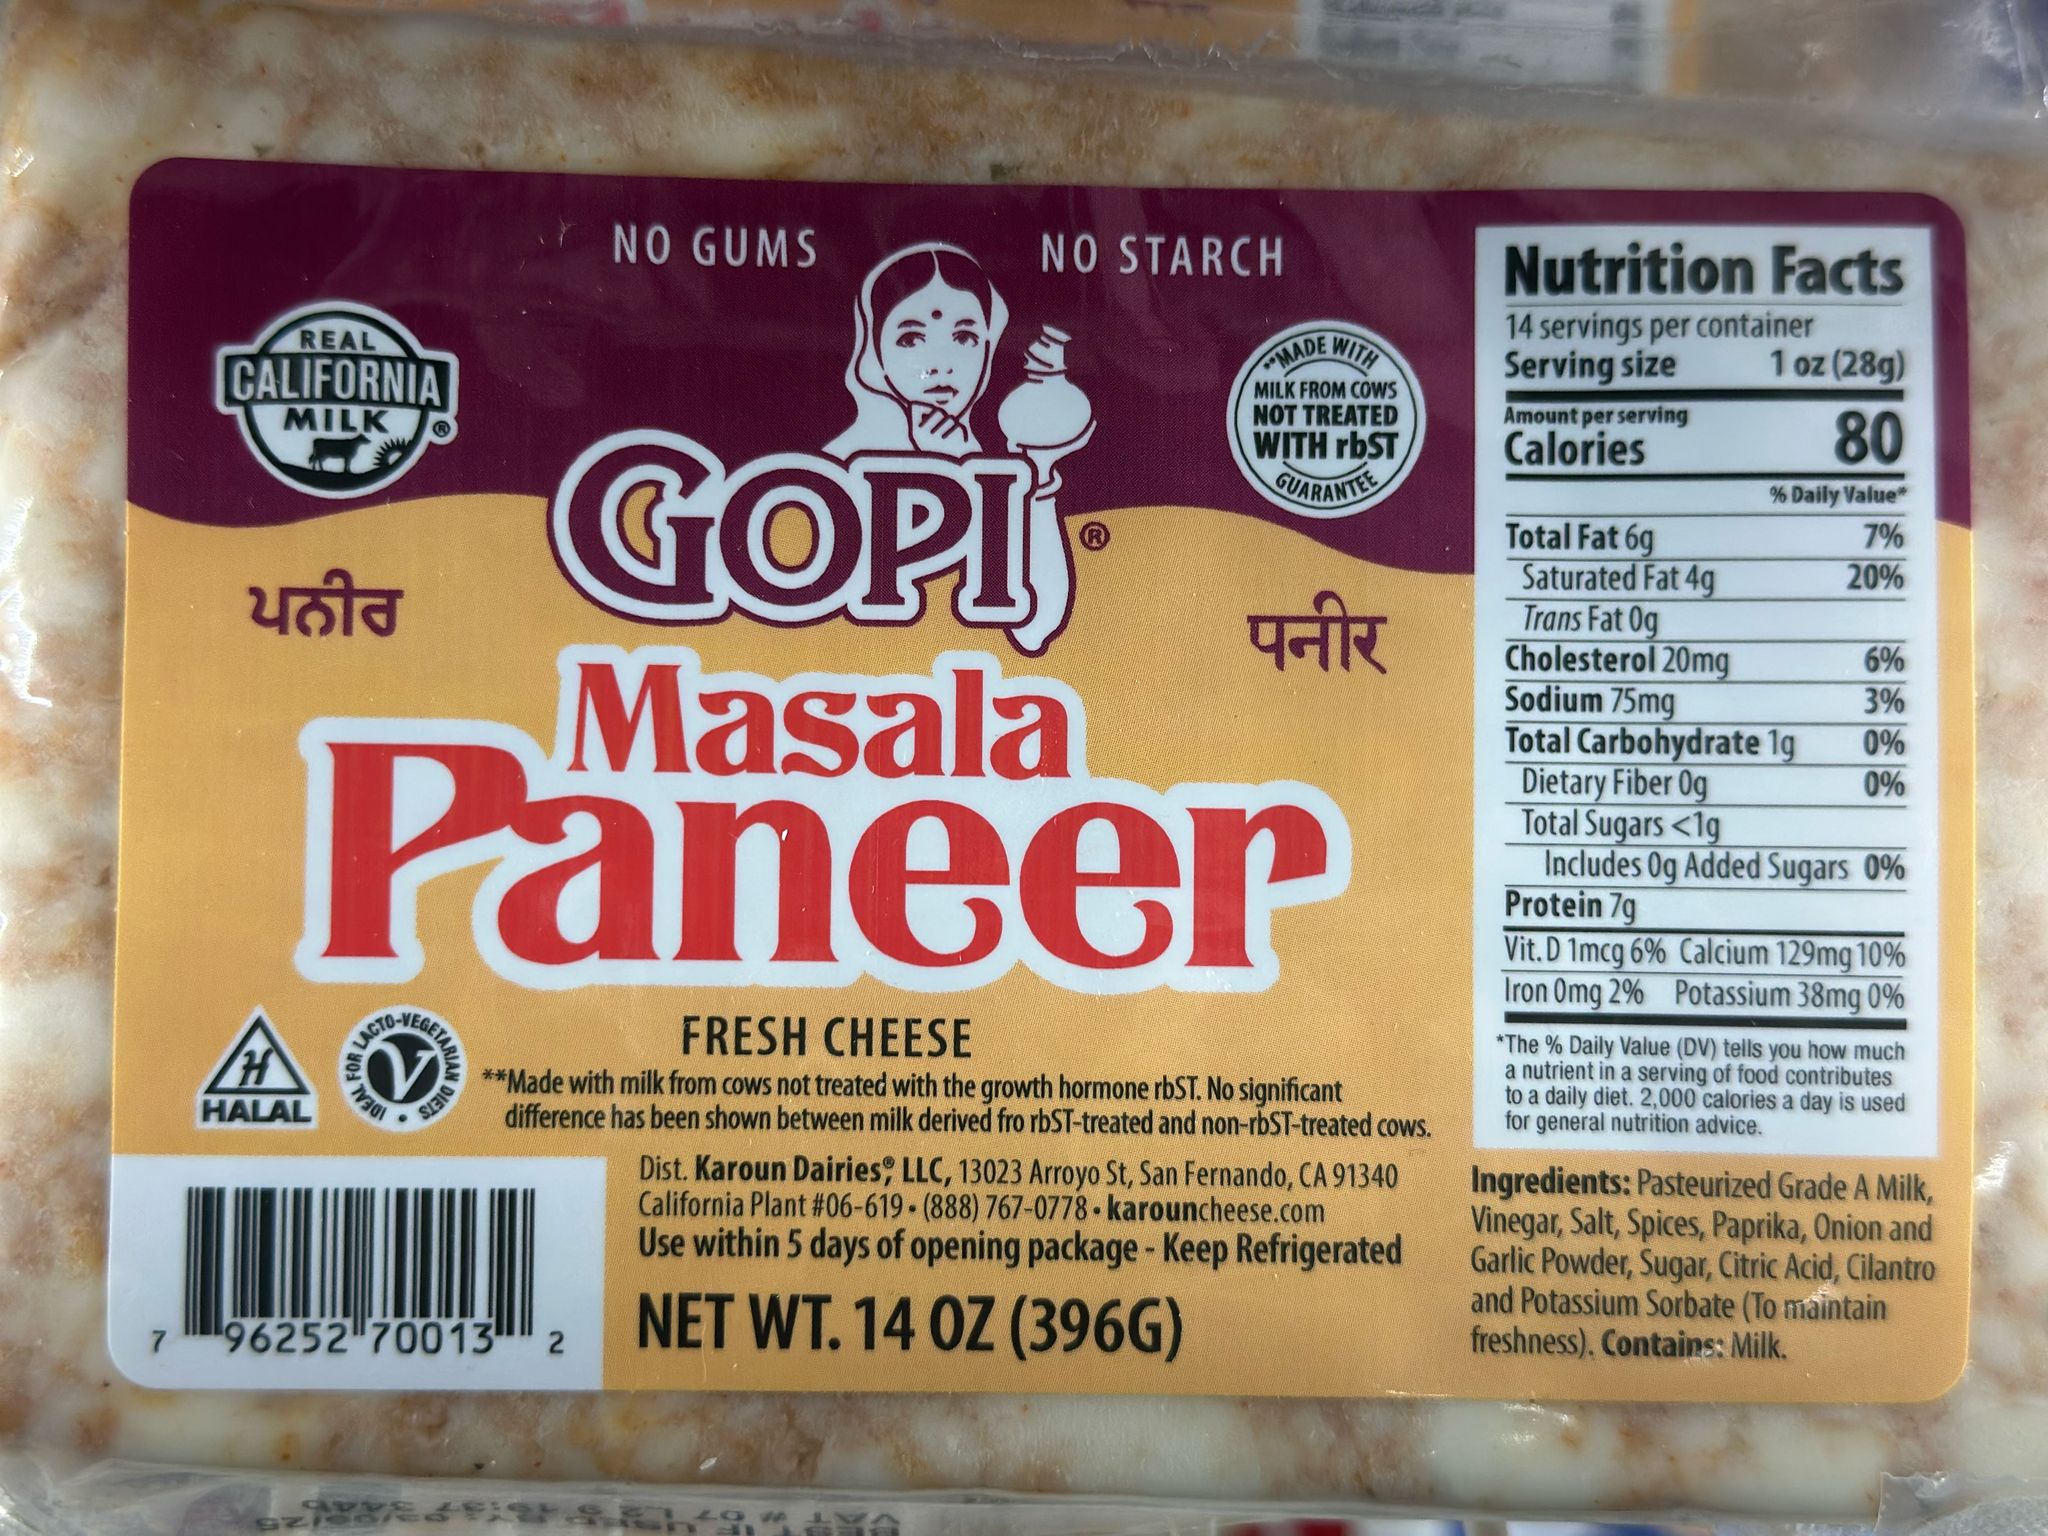 NO GUMS
NO STARCH
REAL
CALIFORNIA
MILK ®
**MADE WITH
MILK FROM COWS
NOT TREATED
WITH rbST
GUARANTEE
GOPI®
ਪਨੀਰ
पनीर
Masala
Paneer
FRESH CHEESE
H
HALAL
IDEAL FOR LACTO-VEGETARIAN DIETS •
V
**Made with milk from cows not treated with the growth hormone rbST. No significant
difference has been shown between milk derived fro rbST-treated and non-rbST-treated cows.
Dist. Karoun Dairies®, LLC, 13023 Arroyo St, San Fernando, CA 91340
California Plant #06-619 • (888) 767-0778 • karouncheese.com
Use within 5 days of opening package - Keep Refrigerated
NET WT. 14 OZ (396G)
7 96252 70013 2
Nutrition Facts
14 servings per container
Serving size 1 oz (28g)
Amount per serving
Calories 80
% Daily Value*
Total Fat 6g 7%
Saturated Fat 4g 20%
Trans Fat 0g
Cholesterol 20mg 6%
Sodium 75mg 3%
Total Carbohydrate 1g 0%
Dietary Fiber 0g 0%
Total Sugars <1g
Includes 0g Added Sugars 0%
Protein 7g
Vit. D 1mcg 6% Calcium 129mg 10%
Iron 0mg 2% Potassium 38mg 0%
*The % Daily Value (DV) tells you how much
a nutrient in a serving of food contributes
to a daily diet. 2,000 calories a day is used
for general nutrition advice.
Ingredients: Pasteurized Grade A Milk,
Vinegar, Salt, Spices, Paprika, Onion and
Garlic Powder, Sugar, Citric Acid, Cilantro
and Potassium Sorbate (To maintain
freshness). Contains: Milk.